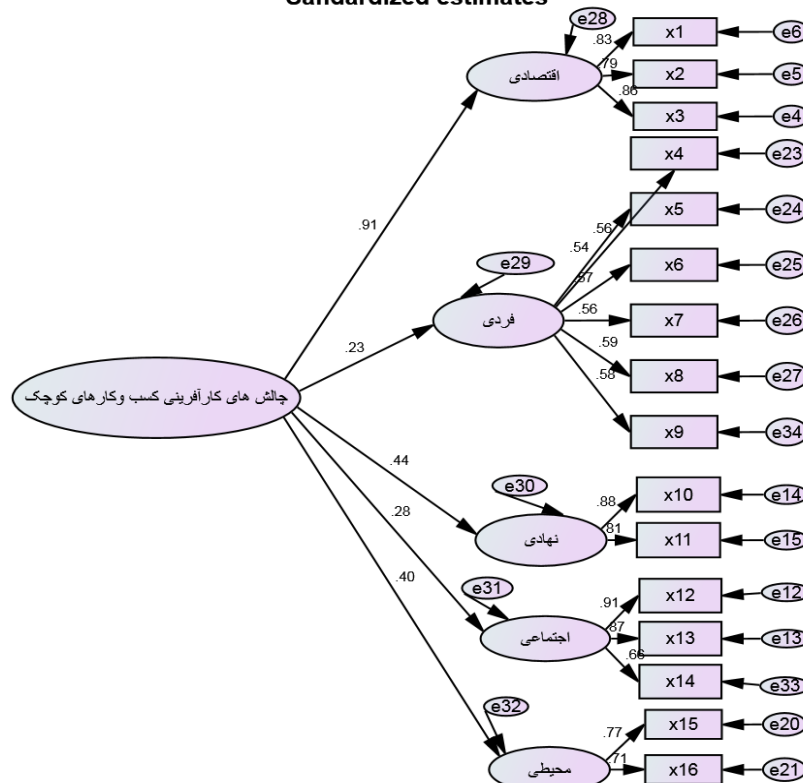 Standardized estimates
e28
.83
x1
e6
اقتصادی
.79
x2
e5
.86
x3
e4
x4
e23
.91
.56
x5
e24
.54
e29
x6
e25
.57
فردی
.56
x7
e26
.23
.59
x8
e27
.58
چالش های کارآفرینی کسب وکارهای کوچک
x9
e34
.44
e30
.88
x10
e14
.28
نهادی
.81
x11
e15
.40
e31
.91
x12
e12
اجتماعی
.87
x13
e13
.66
x14
e33
e32
.77
x15
e20
محیطی
.71
x16
e21